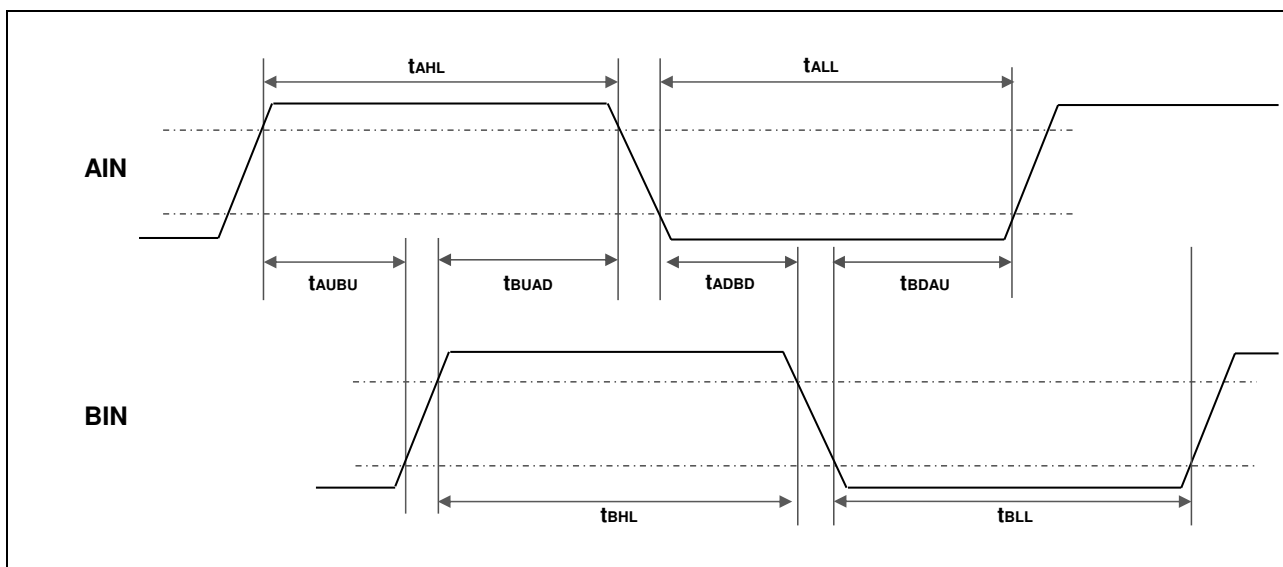 tAHL
tALL
AIN
tAUBU
tBUAD
tADBD
tBDAU
BIN
tBHL
tBLL